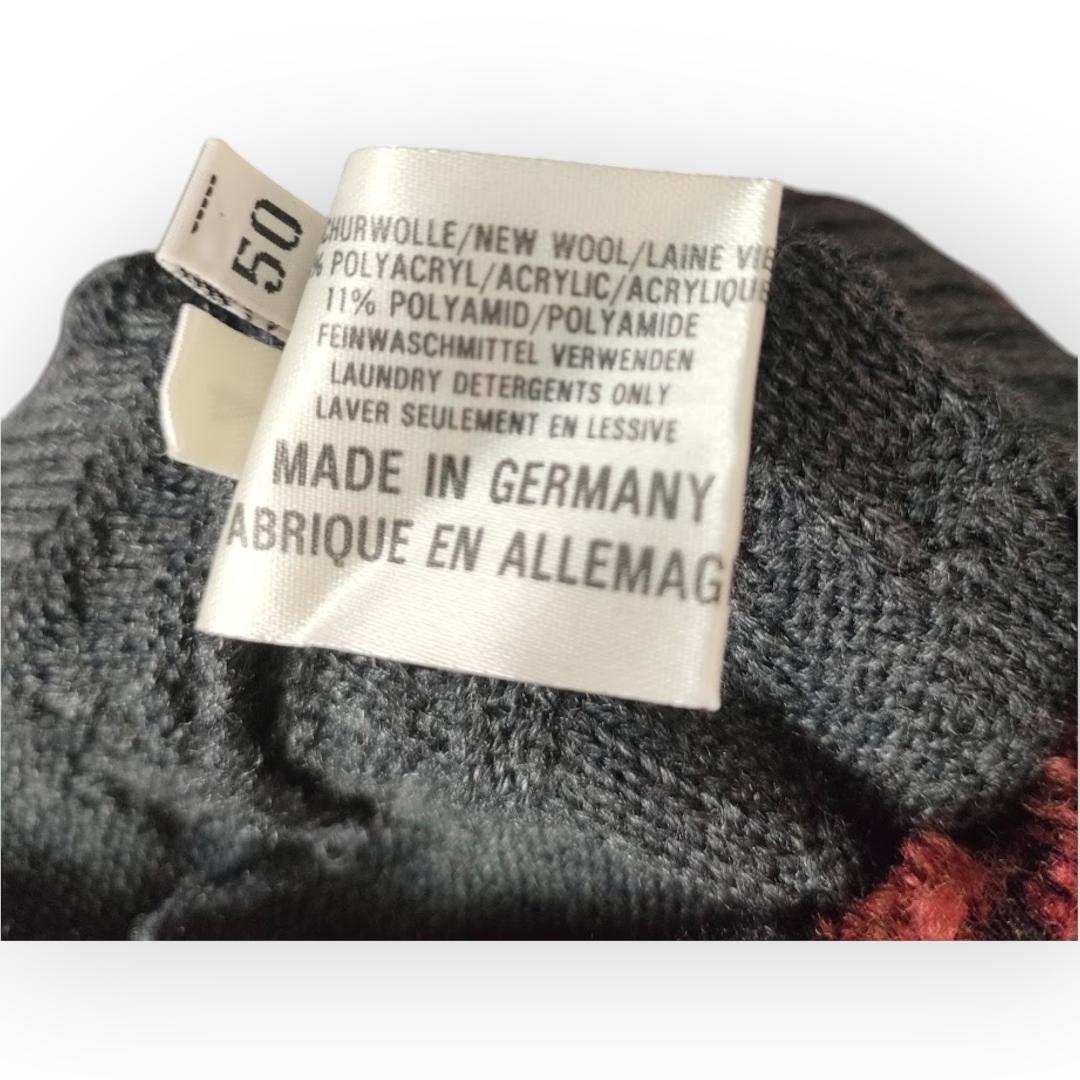 50
CHURWOLLE/NEW WOOL/LAINE VIE
% POLYACRYL/ACRYLIC/ACRYLIQUE
11% POLYAMID/POLYAMIDE
FEINWASCHMITTEL VERWENDEN
LAUNDRY DETERGENTS ONLY
LAVER SEULEMENT EN LESSIVE
MADE IN GERMANY
ABRIQUE EN ALLEMAG